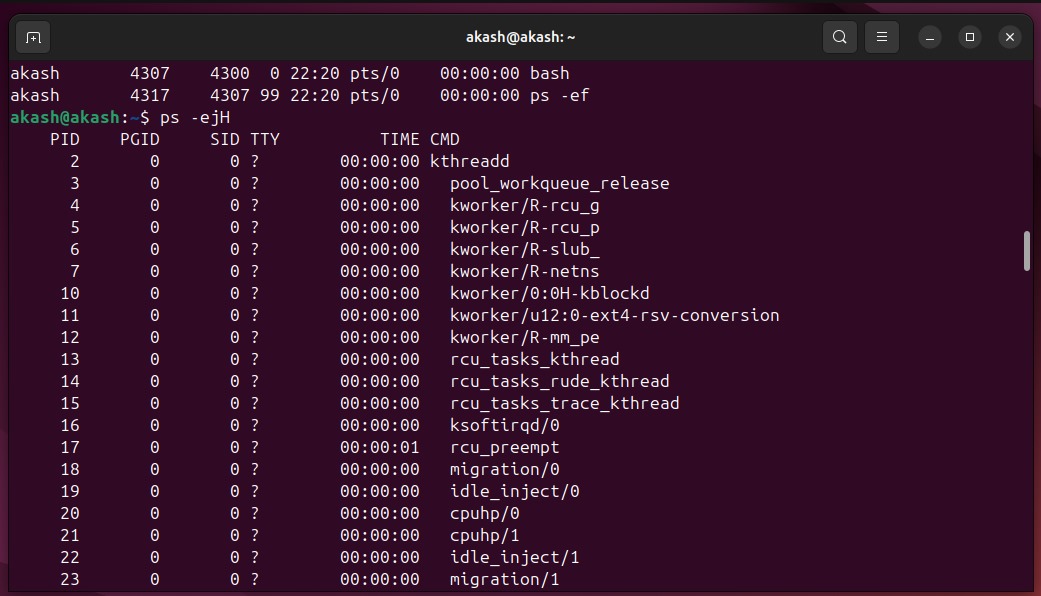 akash@akash: ~
akash       4307    4300  0 22:20 pts/0    00:00:00 bash
akash       4317    4307 99 22:20 pts/0    00:00:00 ps -ef
akash@akash:~$ ps -ejH
    PID    PGID     SID TTY          TIME CMD
      2       0       0 ?        00:00:00 kthreadd
      3       0       0 ?        00:00:00   pool_workqueue_release
      4       0       0 ?        00:00:00   kworker/R-rcu_g
      5       0       0 ?        00:00:00   kworker/R-rcu_p
      6       0       0 ?        00:00:00   kworker/R-slub_
      7       0       0 ?        00:00:00   kworker/R-netns
     10       0       0 ?        00:00:00   kworker/0:0H-kblockd
     11       0       0 ?        00:00:00   kworker/u12:0-ext4-rsv-conversion
     12       0       0 ?        00:00:00   kworker/R-mm_pe
     13       0       0 ?        00:00:00   rcu_tasks_kthread
     14       0       0 ?        00:00:00   rcu_tasks_rude_kthread
     15       0       0 ?        00:00:00   rcu_tasks_trace_kthread
     16       0       0 ?        00:00:00   ksoftirqd/0
     17       0       0 ?        00:00:01   rcu_preempt
     18       0       0 ?        00:00:00   migration/0
     19       0       0 ?        00:00:00   idle_inject/0
     20       0       0 ?        00:00:00   cpuhp/0
     21       0       0 ?        00:00:00   cpuhp/1
     22       0       0 ?        00:00:00   idle_inject/1
     23       0       0 ?        00:00:00   migration/1